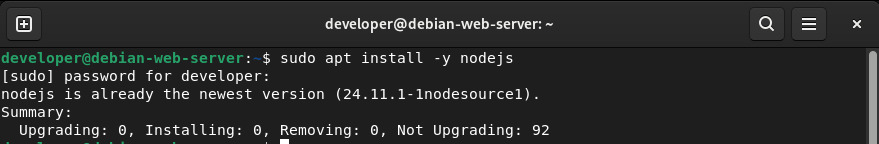 developer@debian-web-server: ~
developer@debian-web-server:~$ sudo apt install -y nodejs
[sudo] password for developer:
nodejs is already the newest version (24.11.1-1nodesource1).
Summary:
  Upgrading: 0, Installing: 0, Removing: 0, Not Upgrading: 92